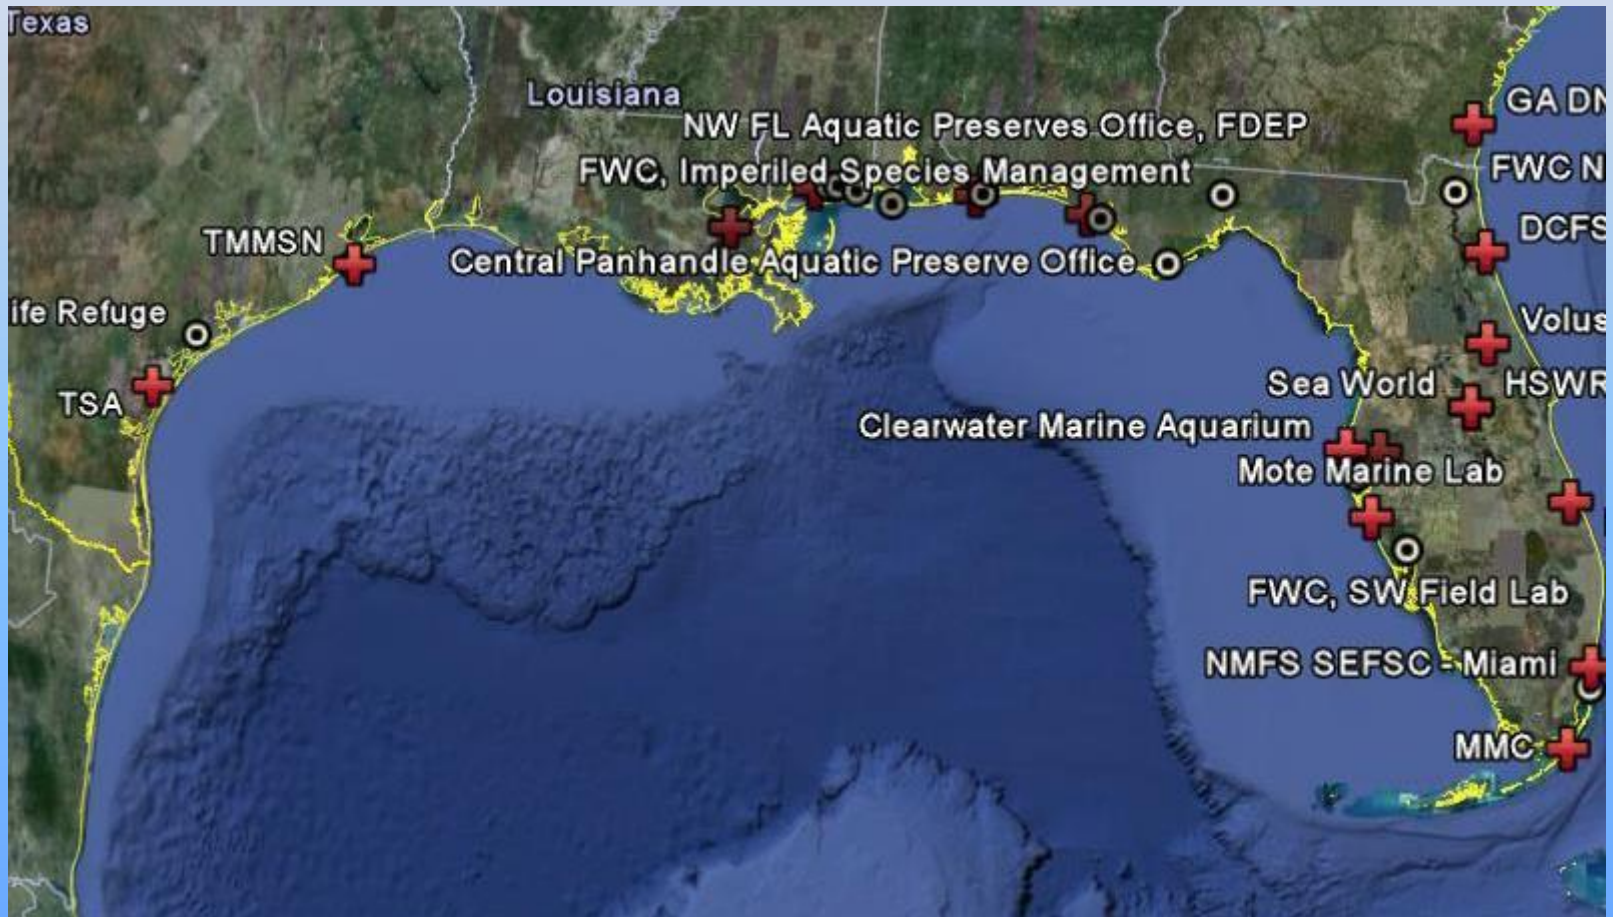 Texas
Louisiana
GA DN
NW FL Aquatic Preserves Office, FDEP
FWC, Imperiled Species Management
FWC N
DCFS
TMMSN
Central Panhandle Aquatic Preserve Office
ife Refuge
Volus
TSA
Sea World
HSWR
Clearwater Marine Aquarium
Mote Marine Lab
FWC, SW Field Lab
NMFS SEFSC - Miami
MMC